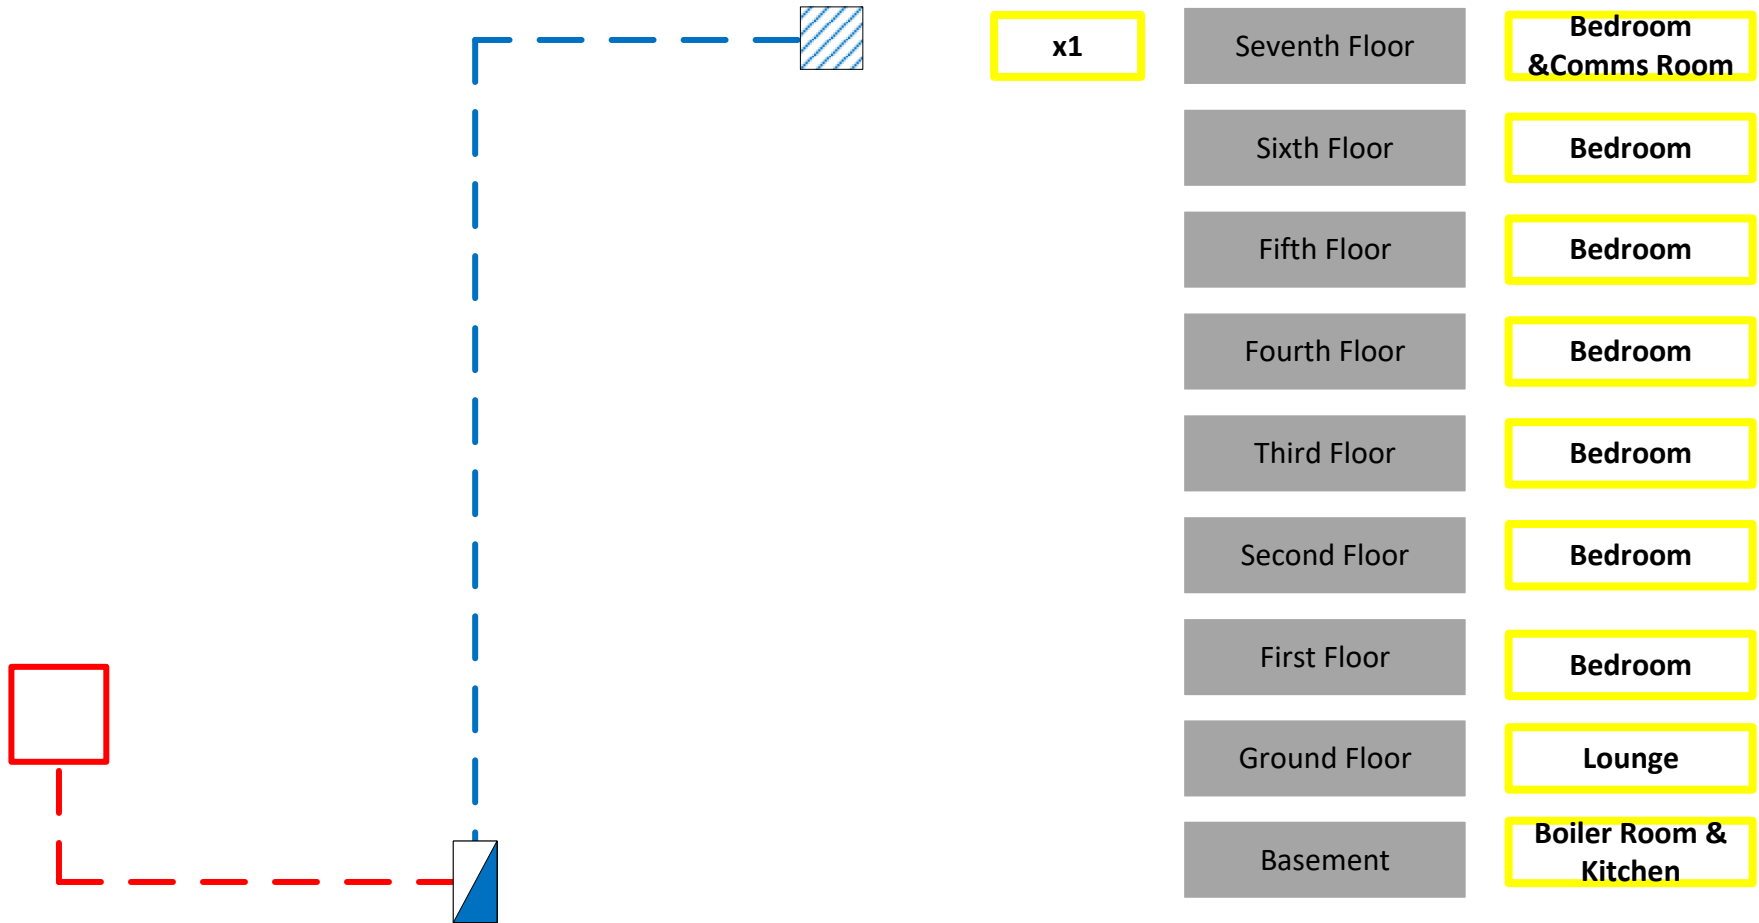 x1
Seventh Floor
Bedroom
&Comms Room
Sixth Floor
Bedroom
Fifth Floor
Bedroom
Fourth Floor
Bedroom
Third Floor
Bedroom
Second Floor
Bedroom
First Floor
Bedroom
Ground Floor
Lounge
Basement
Boiler Room &
Kitchen